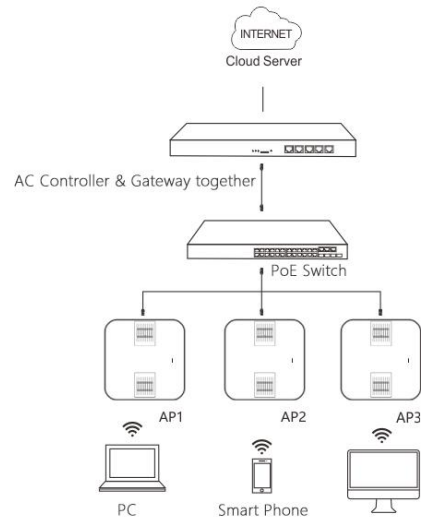 INTERNET
Cloud Server
AC Controller & Gateway together
PoE Switch
AP1 AP2 AP3
PC Smart Phone